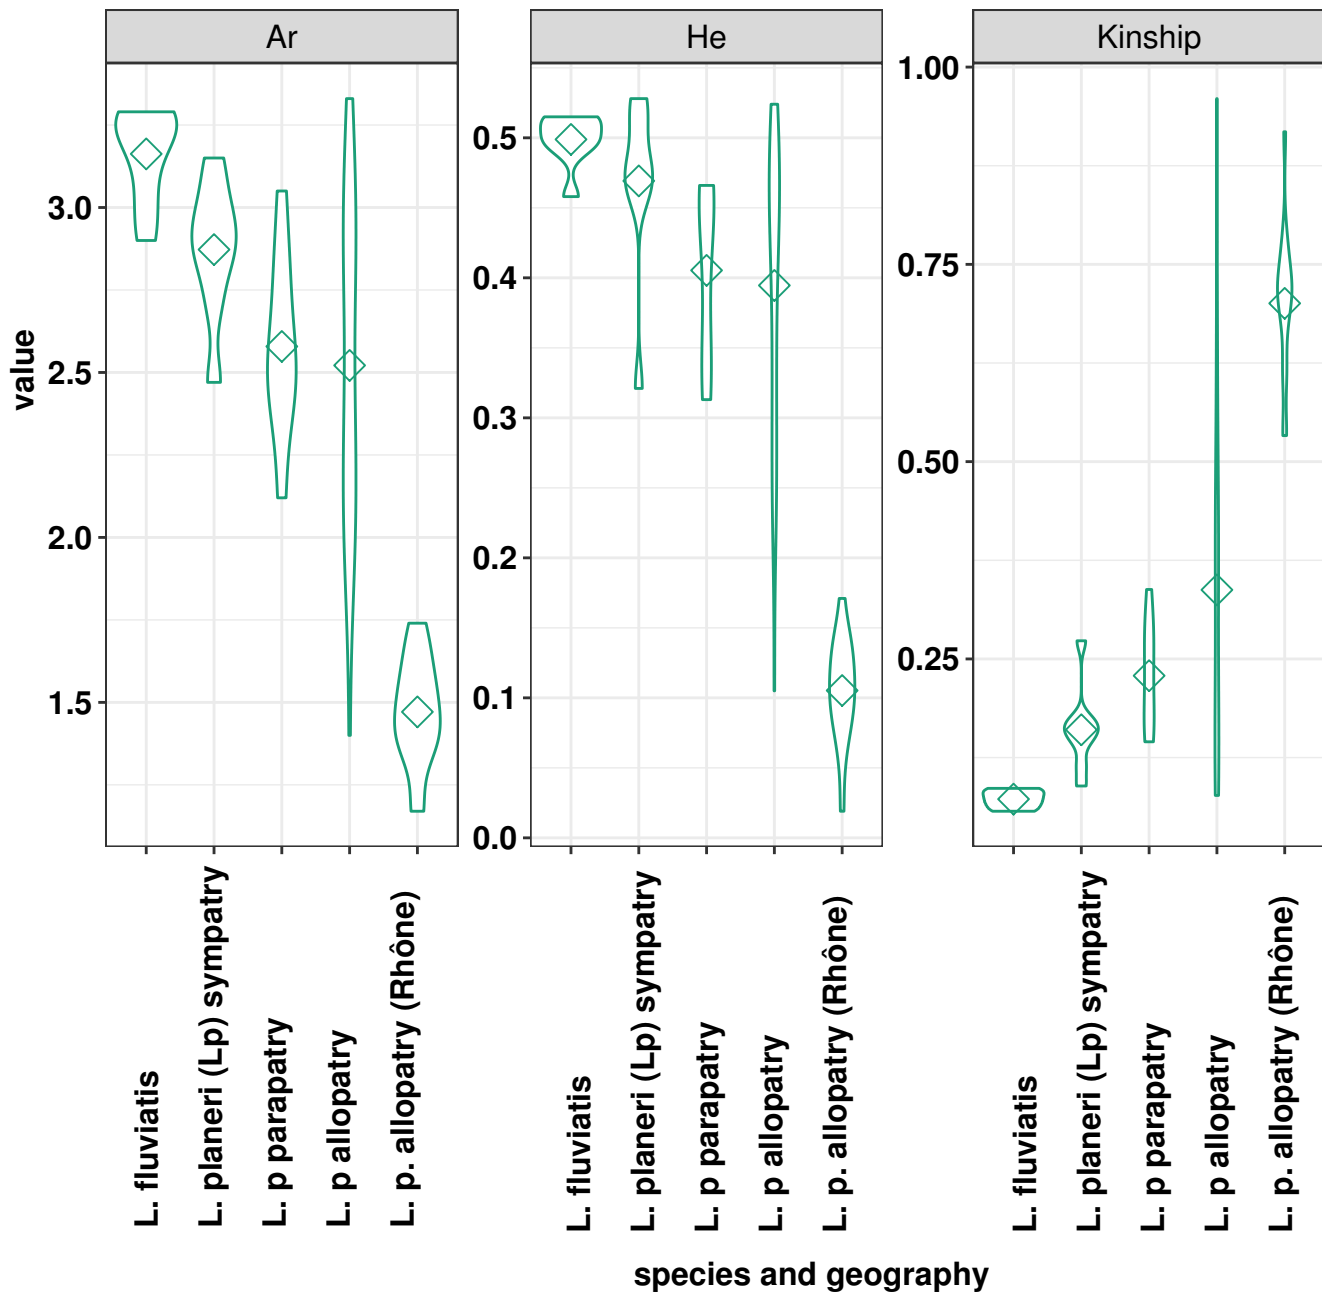 Ar
He
Kinship
value
3.0
2.5
2.0
1.5
0.5
0.4
0.3
0.2
0.1
0.0
1.00
0.75
0.50
0.25
L. fluviatis
L. planeri (Lp) sympatry
L. p parapatry
L. p allopatry
L. p. allopatry (Rhône)
L. fluviatis
L. planeri (Lp) sympatry
L. p parapatry
L. p allopatry
L. p. allopatry (Rhône)
L. fluviatis
L. planeri (Lp) sympatry
L. p parapatry
L. p allopatry
L. p. allopatry (Rhône)
species and geography